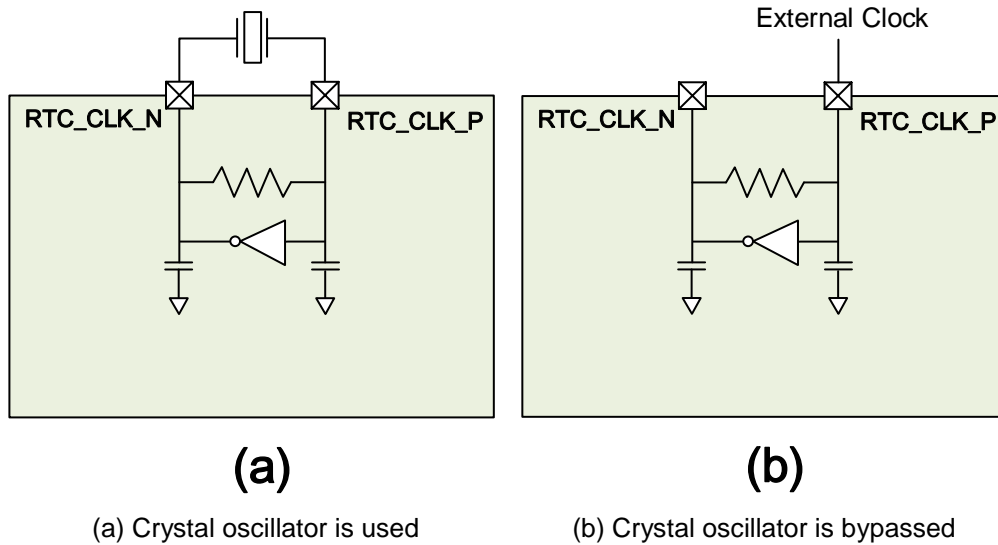 External Clock
RTC_CLK_N
RTC_CLK_P
RTC_CLK_N
RTC_CLK_P
(a)
(b)
(a) Crystal oscillator is used
(b) Crystal oscillator is bypassed